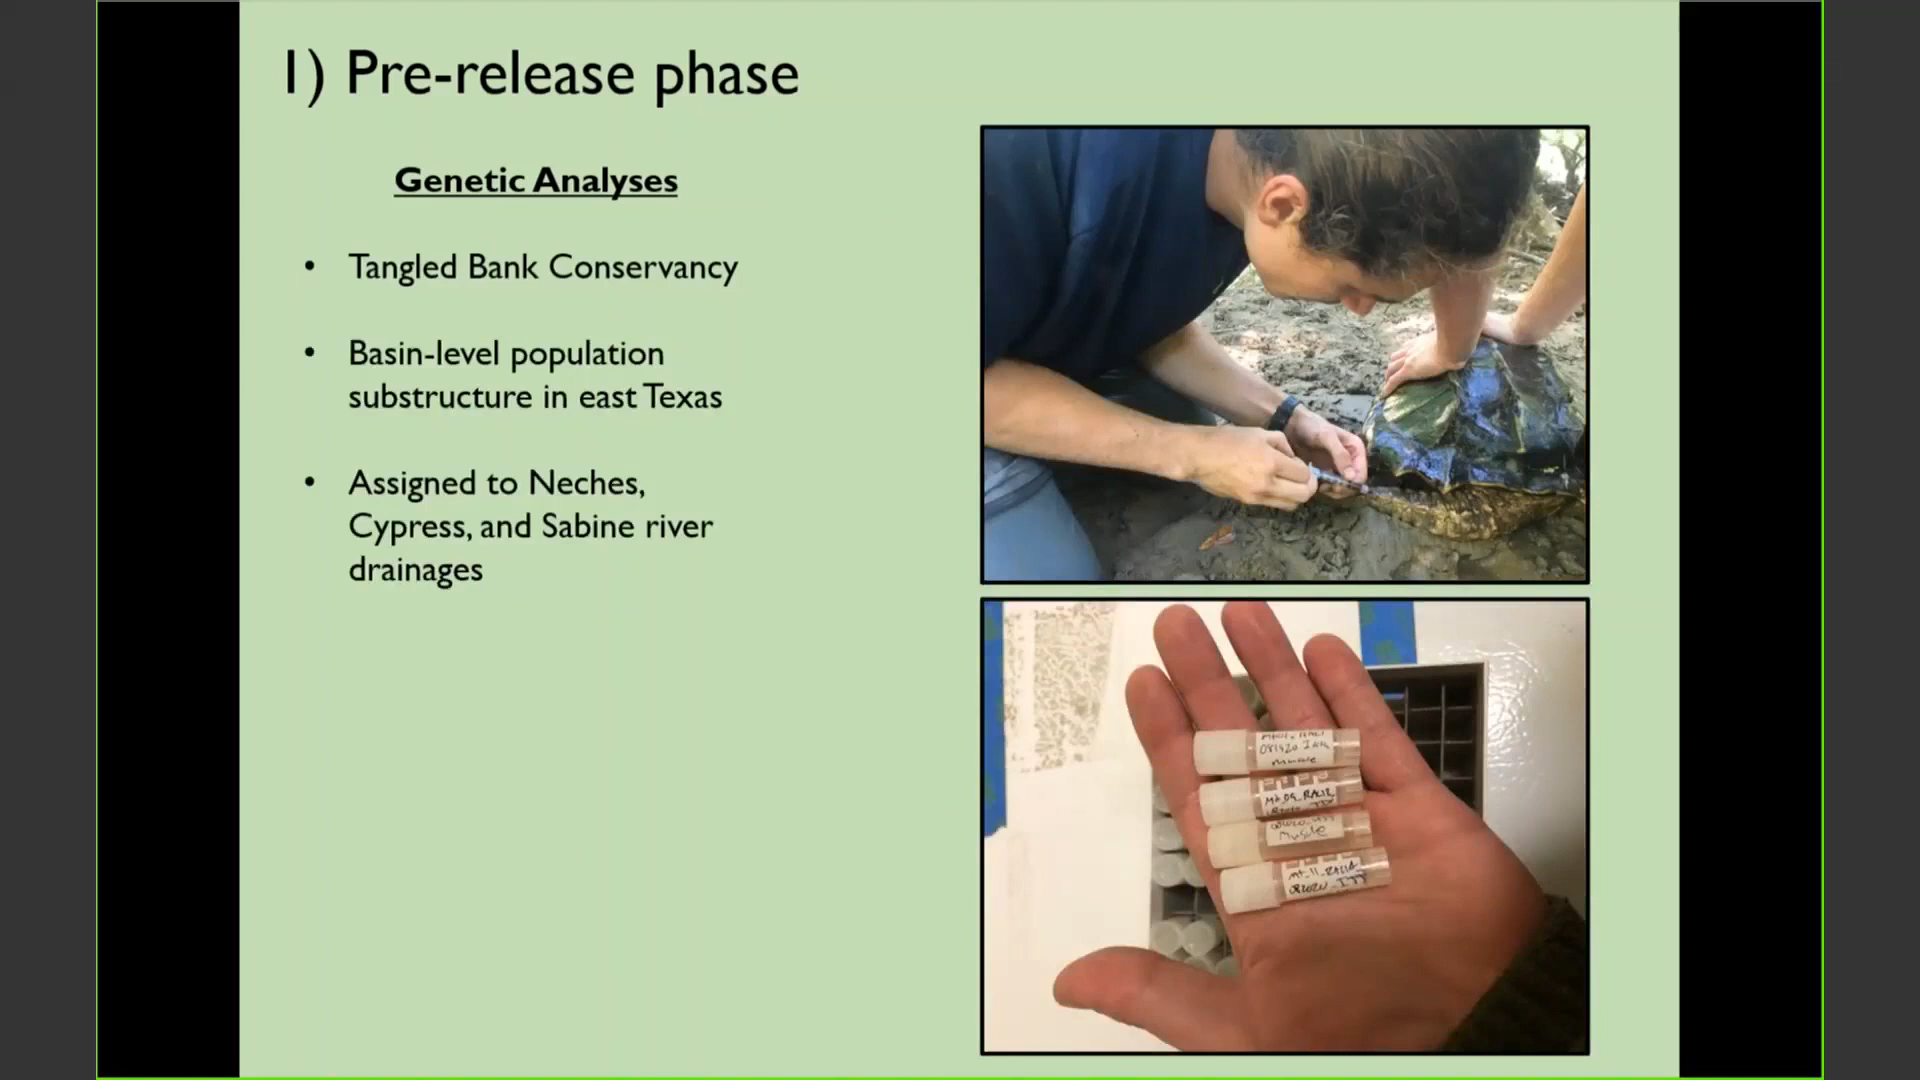 1) Pre-release phase
Genetic Analyses
• Tangled Bank Conservancy
• Basin-level population
substructure in east Texas
• Assigned to Neches,
Cypress, and Sabine river
drainages
Muscle